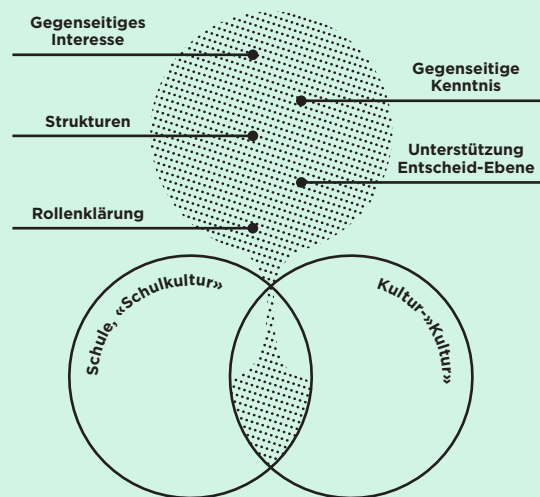 Gegenseitiges
Interesse
Gegenseitige
Kenntnis
Strukturen
Unterstützung
Entscheid-Ebene
Rollenklärung
Schule, «Schulkultur»
Kultur-»Kultur»